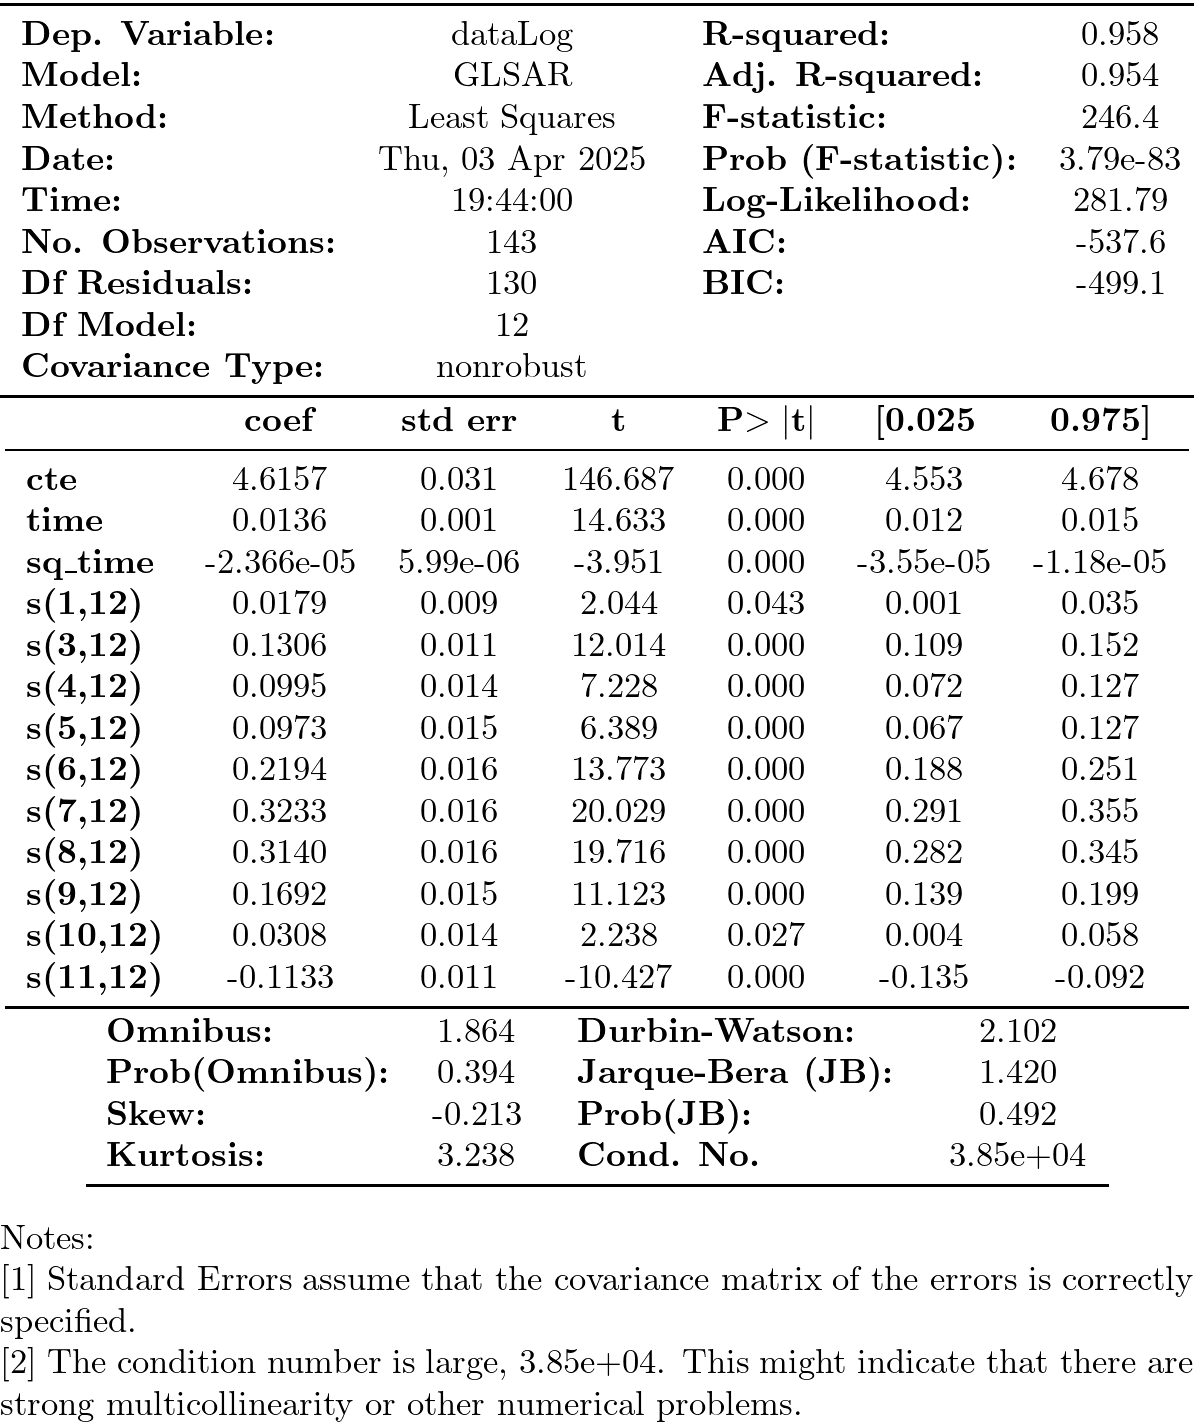 Dep. Variable: dataLog R-squared: 0.958
Model: GLSAR Adj. R-squared: 0.954
Method: Least Squares F-statistic: 246.4
Date: Thu, 03 Apr 2025 Prob (F-statistic): 3.79e-83
Time: 19:44:00 Log-Likelihood: 281.79
No. Observations: 143 AIC: -537.6
Df Residuals: 130 BIC: -499.1
Df Model: 12
Covariance Type: nonrobust
coef std err t P> |t| [0.025 0.975]
cte 4.6157 0.031 146.687 0.000 4.553 4.678
time 0.0136 0.001 14.633 0.000 0.012 0.015
sq_time -2.366e-05 5.99e-06 -3.951 0.000 -3.55e-05 -1.18e-05
s(1,12) 0.0179 0.009 2.044 0.043 0.001 0.035
s(3,12) 0.1306 0.011 12.014 0.000 0.109 0.152
s(4,12) 0.0995 0.014 7.228 0.000 0.072 0.127
s(5,12) 0.0973 0.015 6.389 0.000 0.067 0.127
s(6,12) 0.2194 0.016 13.773 0.000 0.188 0.251
s(7,12) 0.3233 0.016 20.029 0.000 0.291 0.355
s(8,12) 0.3140 0.016 19.716 0.000 0.282 0.345
s(9,12) 0.1692 0.015 11.123 0.000 0.139 0.199
s(10,12) 0.0308 0.014 2.238 0.027 0.004 0.058
s(11,12) -0.1133 0.011 -10.427 0.000 -0.135 -0.092
Omnibus: 1.864 Durbin-Watson: 2.102
Prob(Omnibus): 0.394 Jarque-Bera (JB): 1.420
Skew: -0.213 Prob(JB): 0.492
Kurtosis: 3.238 Cond. No. 3.85e+04
Notes:
[1] Standard Errors assume that the covariance matrix of the errors is correctly
specified.
[2] The condition number is large, 3.85e+04. This might indicate that there are
strong multicollinearity or other numerical problems.